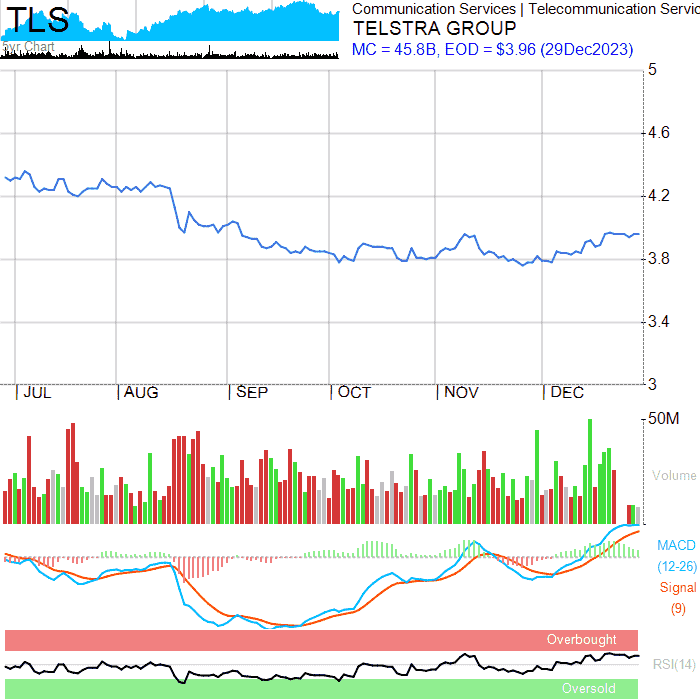 TLS
5yr Chart
Communication Services | Telecommunication Servic
TELSTRA GROUP
MC = 45.8B, EOD = $3.96 (29Dec2023)
5
4.6
4.2
3.8
3.4
3
| JUL | AUG | SEP | OCT | NOV | DEC
50M
Volume
MACD
(12-26)
Signal
(9)
Overbought
RSI(14)
Oversold